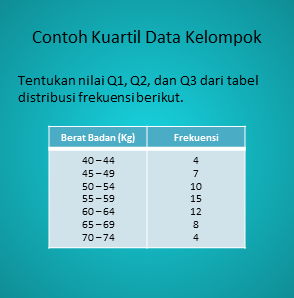 Contoh Kuartil Data Kelompok
Tentukan nilai Q1, Q2, dan Q3 dari tabel
distribusi frekuensi berikut.
Berat Badan (Kg) Frekuensi
40 – 44 4
45 – 49 7
50 – 54 10
55 – 59 15
60 – 64 12
65 – 69 8
70 – 74 4